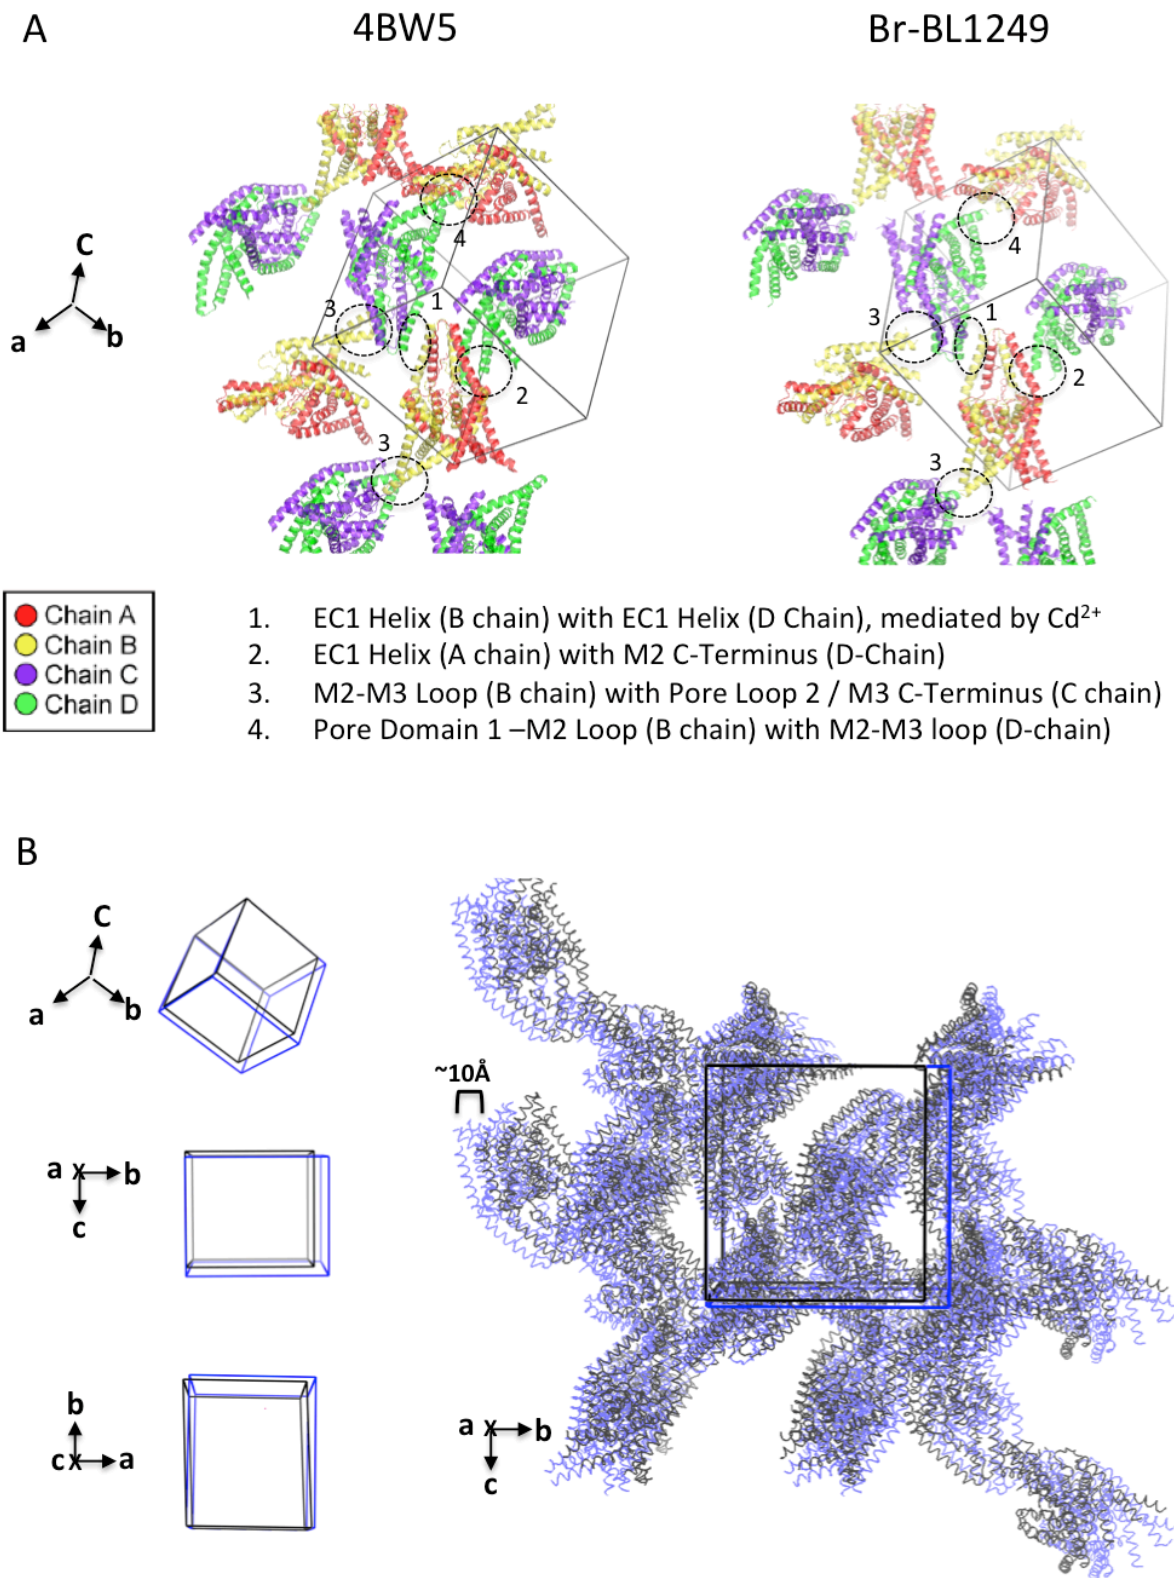 A
4BW5
Br-BL1249
4
4
C
a
b
3
1
2
3
3
1
2
3
Chain A
Chain B
Chain C
Chain D
1. EC1 Helix (B chain) with EC1 Helix (D Chain), mediated by Cd2+
2. EC1 Helix (A chain) with M2 C-Terminus (D-Chain)
3. M2-M3 Loop (B chain) with Pore Loop 2 / M3 C-Terminus (C chain)
4. Pore Domain 1 –M2 Loop (B chain) with M2-M3 loop (D-chain)
B
C
a
b
~10Å
a x b
c
b
c x a
a x b
c